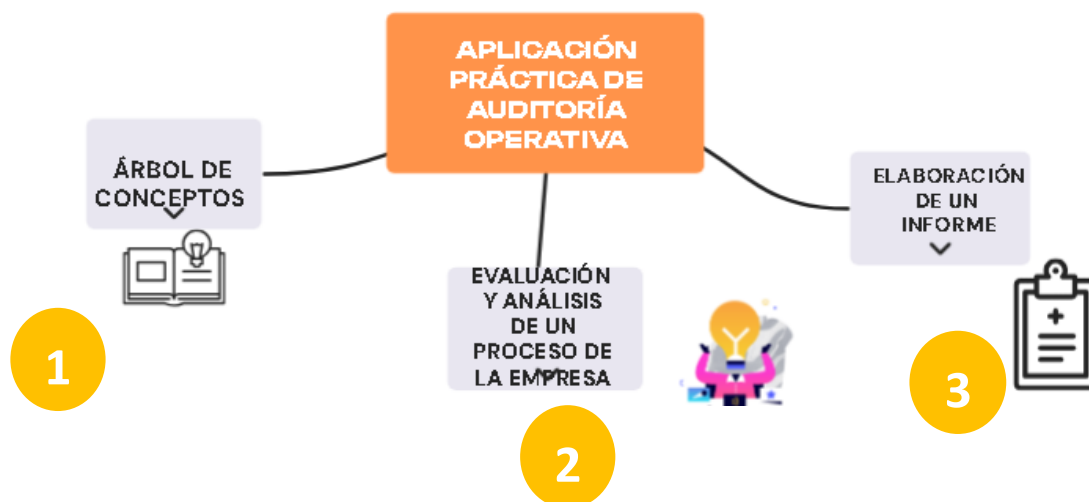 APLICACIÓN
PRÁCTICA DE
AUDITORÍA
OPERATIVA
ÁRBOL DE
CONCEPTOS
1
EVALUACIÓN
Y ANÁLISIS
DE UN
PROCESO DE
LA EMPRESA
2
ELABORACIÓN
DE UN
INFORME
3